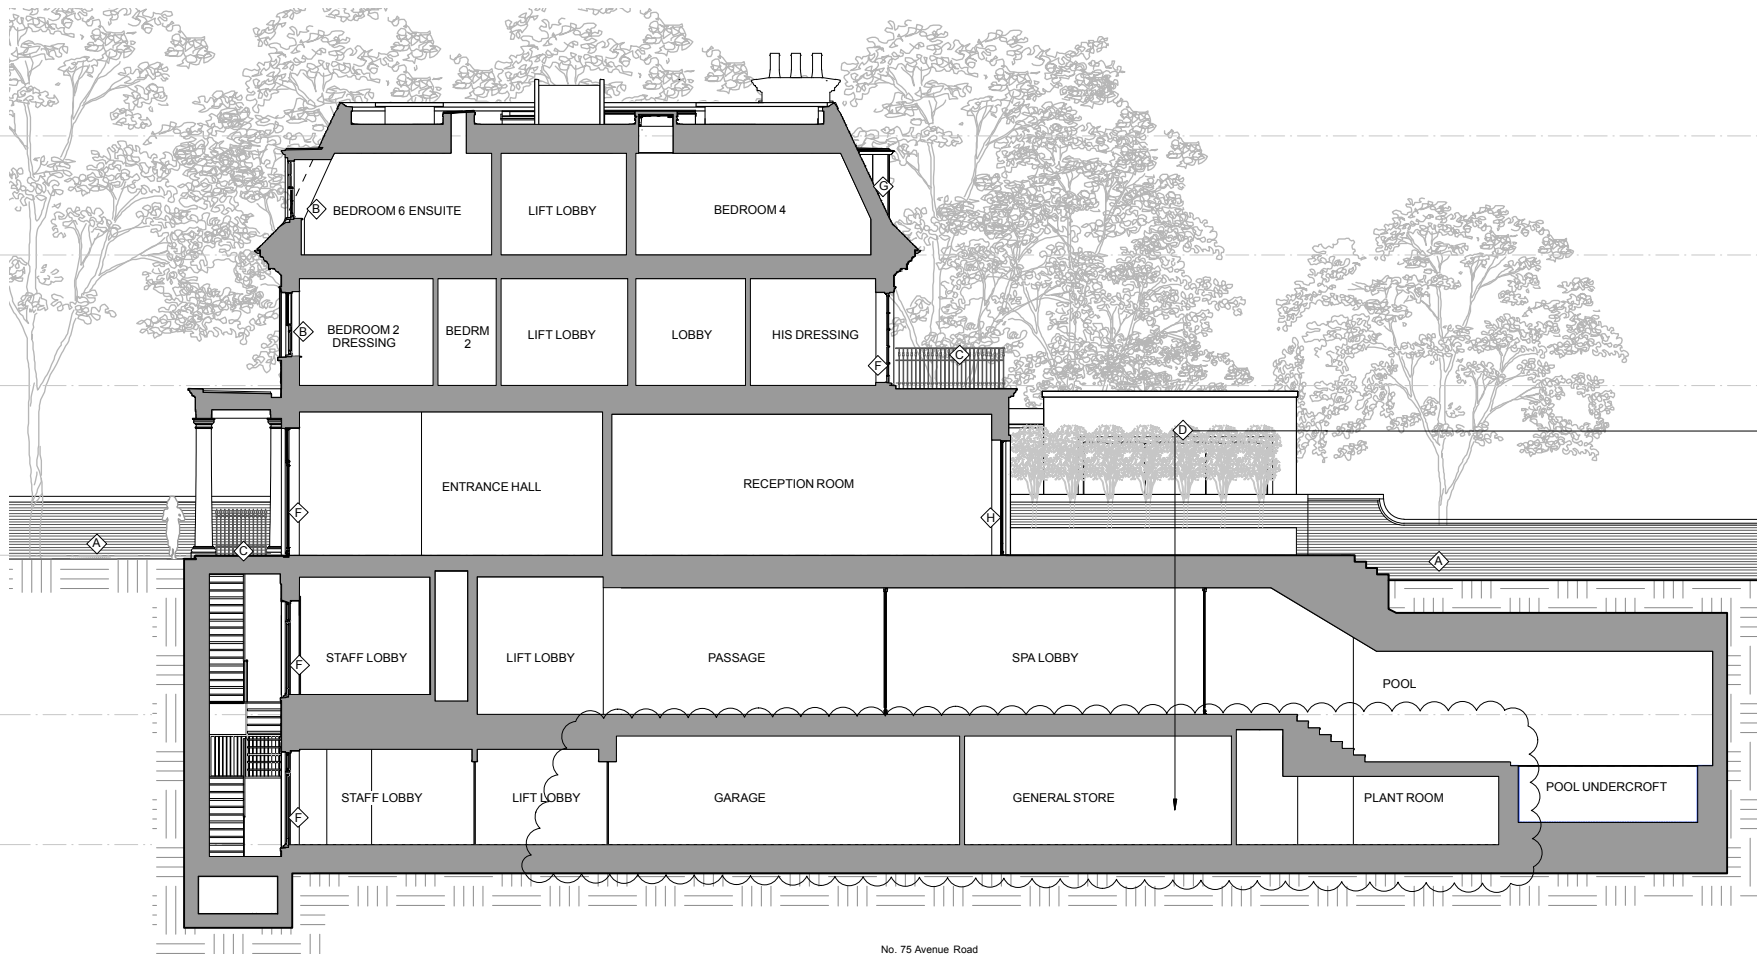 G
B
BEDROOM 6 ENSUITE
LIFT LOBBY
BEDROOM 4
B
BEDROOM 2
DRESSING
BEDRM
2
LIFT LOBBY
LOBBY
HIS DRESSING
F
C
D
ENTRANCE HALL
RECEPTION ROOM
F
H
A
C
A
F
STAFF LOBBY
LIFT LOBBY
PASSAGE
SPA LOBBY
POOL
F
STAFF LOBBY
LIFT LOBBY
GARAGE
GENERAL STORE
PLANT ROOM
POOL UNDERCROFT
No. 75 Avenue Road